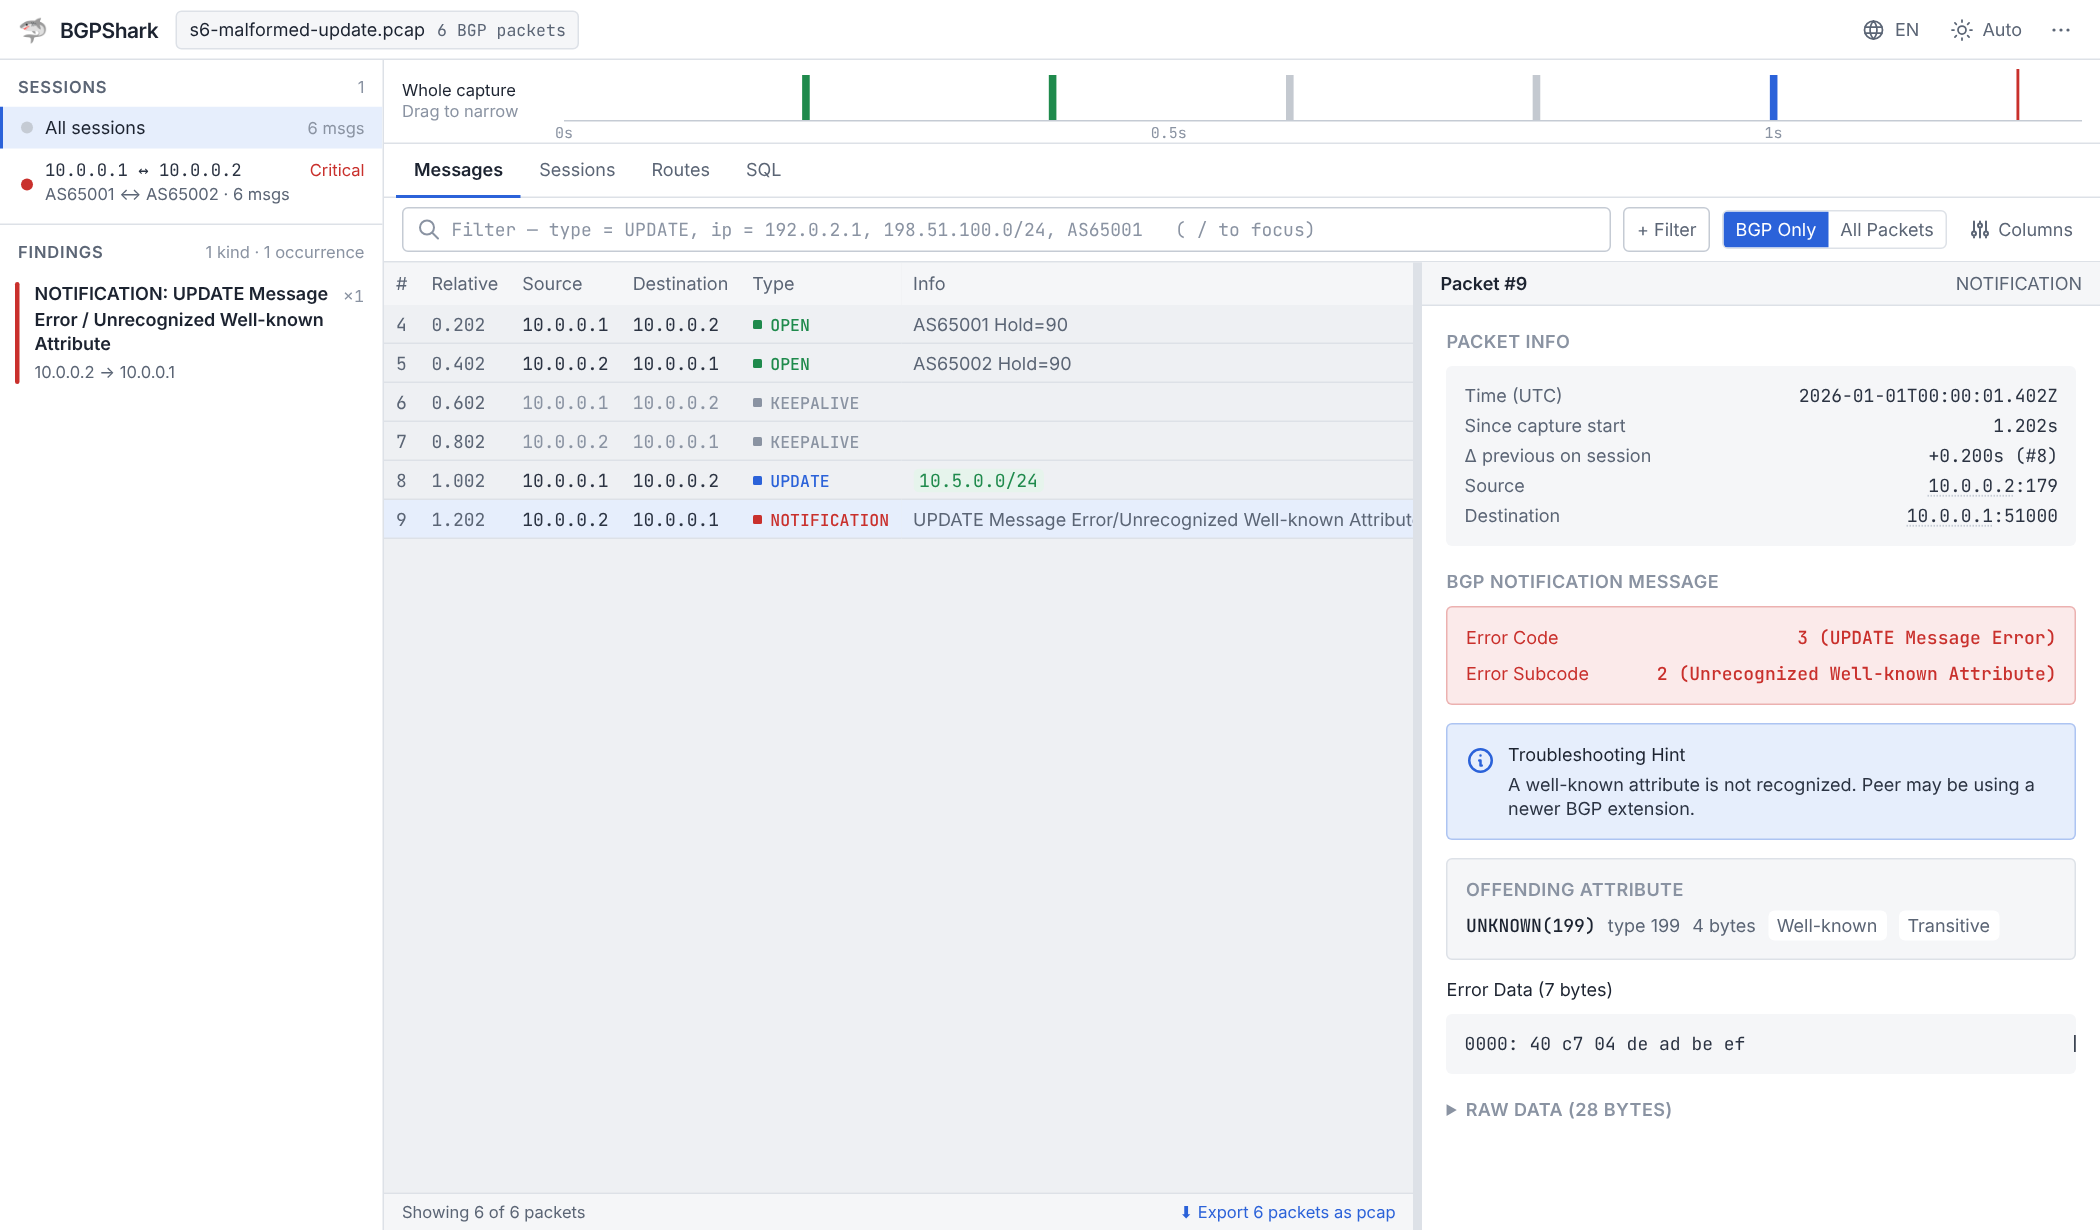 BGPShark
s6-malformed-update.pcap 6 BGP packets
EN
Auto
SESSIONS 1
All sessions 6 msgs
10.0.0.1 ↔ 10.0.0.2 Critical
AS65001 ↔ AS65002 · 6 msgs
FINDINGS 1 kind · 1 occurrence
NOTIFICATION: UPDATE Message ×1
Error / Unrecognized Well-known
Attribute
10.0.0.2 → 10.0.0.1
Whole capture
Drag to narrow
0s 0.5s 1s
Messages Sessions Routes SQL
Filter — type = UPDATE, ip = 192.0.2.1, 198.51.100.0/24, AS65001 ( / to focus)
+ Filter
BGP Only All Packets
Columns
# Relative Source Destination Type Info
4 0.202 10.0.0.1 10.0.0.2 OPEN AS65001 Hold=90
5 0.402 10.0.0.2 10.0.0.1 OPEN AS65002 Hold=90
6 0.602 10.0.0.1 10.0.0.2 KEEPALIVE
7 0.802 10.0.0.2 10.0.0.1 KEEPALIVE
8 1.002 10.0.0.1 10.0.0.2 UPDATE 10.5.0.0/24
9 1.202 10.0.0.2 10.0.0.1 NOTIFICATION UPDATE Message Error/Unrecognized Well-known Attribut
Showing 6 of 6 packets
⬇ Export 6 packets as pcap
Packet #9 NOTIFICATION
PACKET INFO
Time (UTC) 2026-01-01T00:00:01.402Z
Since capture start 1.202s
Δ previous on session +0.200s (#8)
Source 10.0.0.2:179
Destination 10.0.0.1:51000
BGP NOTIFICATION MESSAGE
Error Code 3 (UPDATE Message Error)
Error Subcode 2 (Unrecognized Well-known Attribute)
Troubleshooting Hint
A well-known attribute is not recognized. Peer may be using a
newer BGP extension.
OFFENDING ATTRIBUTE
UNKNOWN(199) type 199 4 bytes Well-known Transitive
Error Data (7 bytes)
0000: 40 c7 04 de ad be ef |
▶ RAW DATA (28 BYTES)